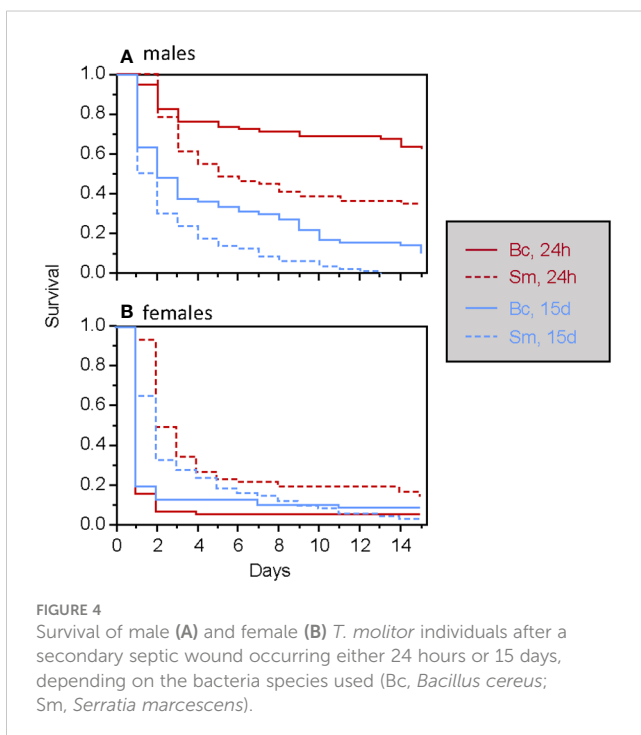 A males
1.0
0.8
0.6
0.4
0.2
0.0
Survival
B females
1.0
0.8
0.6
0.4
0.2
0.0
0 2 4 6 8 10 12 14
Days
Bc, 24h
Sm, 24h
Bc, 15d
Sm, 15d
FIGURE 4
Survival of male (A) and female (B) T. molitor individuals after a
secondary septic wound occurring either 24 hours or 15 days,
depending on the bacteria species used (Bc, Bacillus cereus;
Sm, Serratia marcescens).